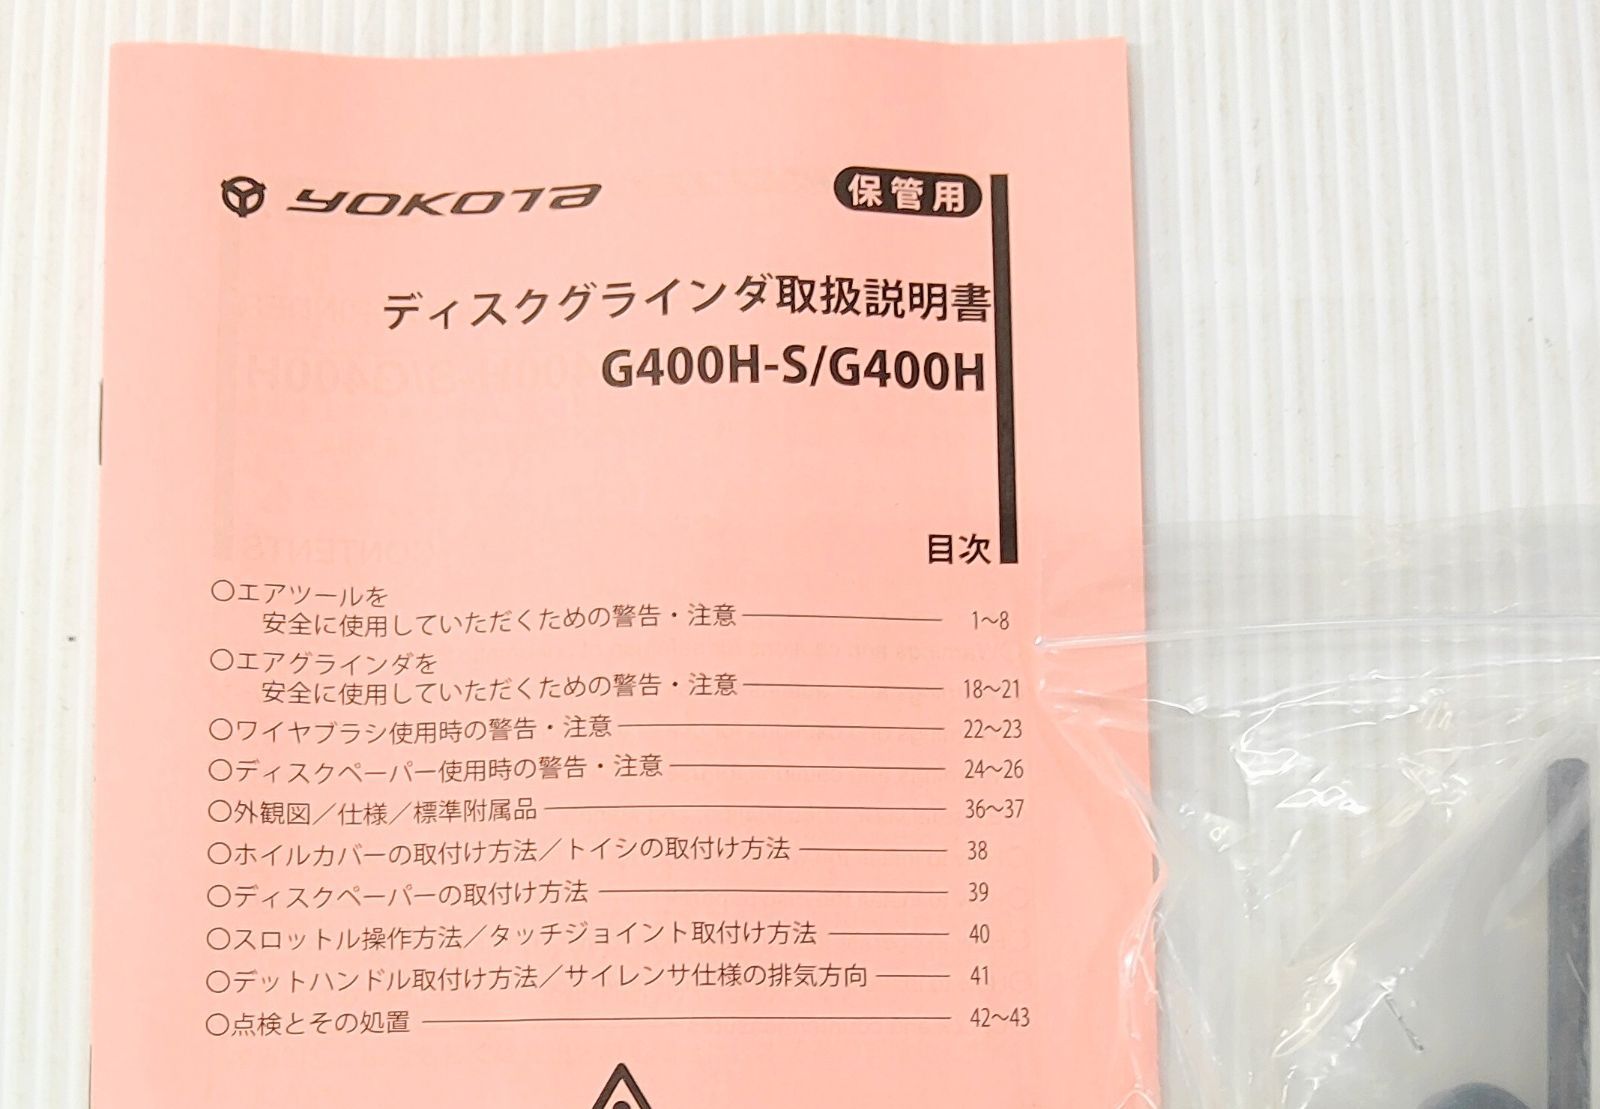 YOKOTA
保管用
ディスクグラインダ取扱説明書
G400H-S/G400H
目次
○エアツールを
安全に使用していただくための警告・注意 1～8
○エアグラインダを
安全に使用していただくための警告・注意 18～21
○ワイヤブラシ使用時の警告・注意 22～23
○ディスクペーパー使用時の警告・注意 24～26
○外観図／仕様／標準附属品 36～37
○ホイルカバーの取付け方法／トイシの取付け方法 38
○ディスクペーパーの取付け方法 39
○スロットル操作方法／タッチジョイント取付け方法 40
○デットハンドル取付け方法／サイレンサ仕様の排気方向 41
○点検とその処置 42～43